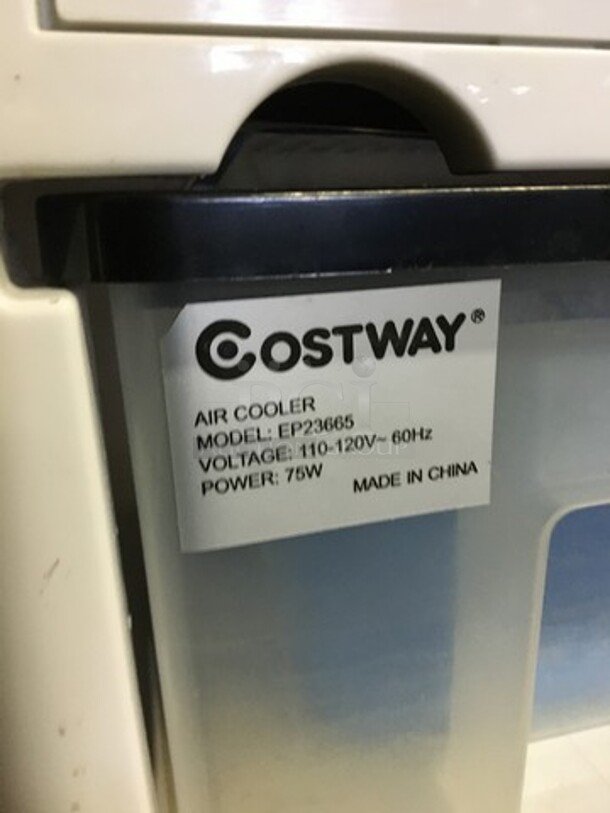 COSTWAY®
AIR COOLER
MODEL: EP23665
VOLTAGE: 110-120V~ 60Hz
POWER: 75W
MADE IN CHINA